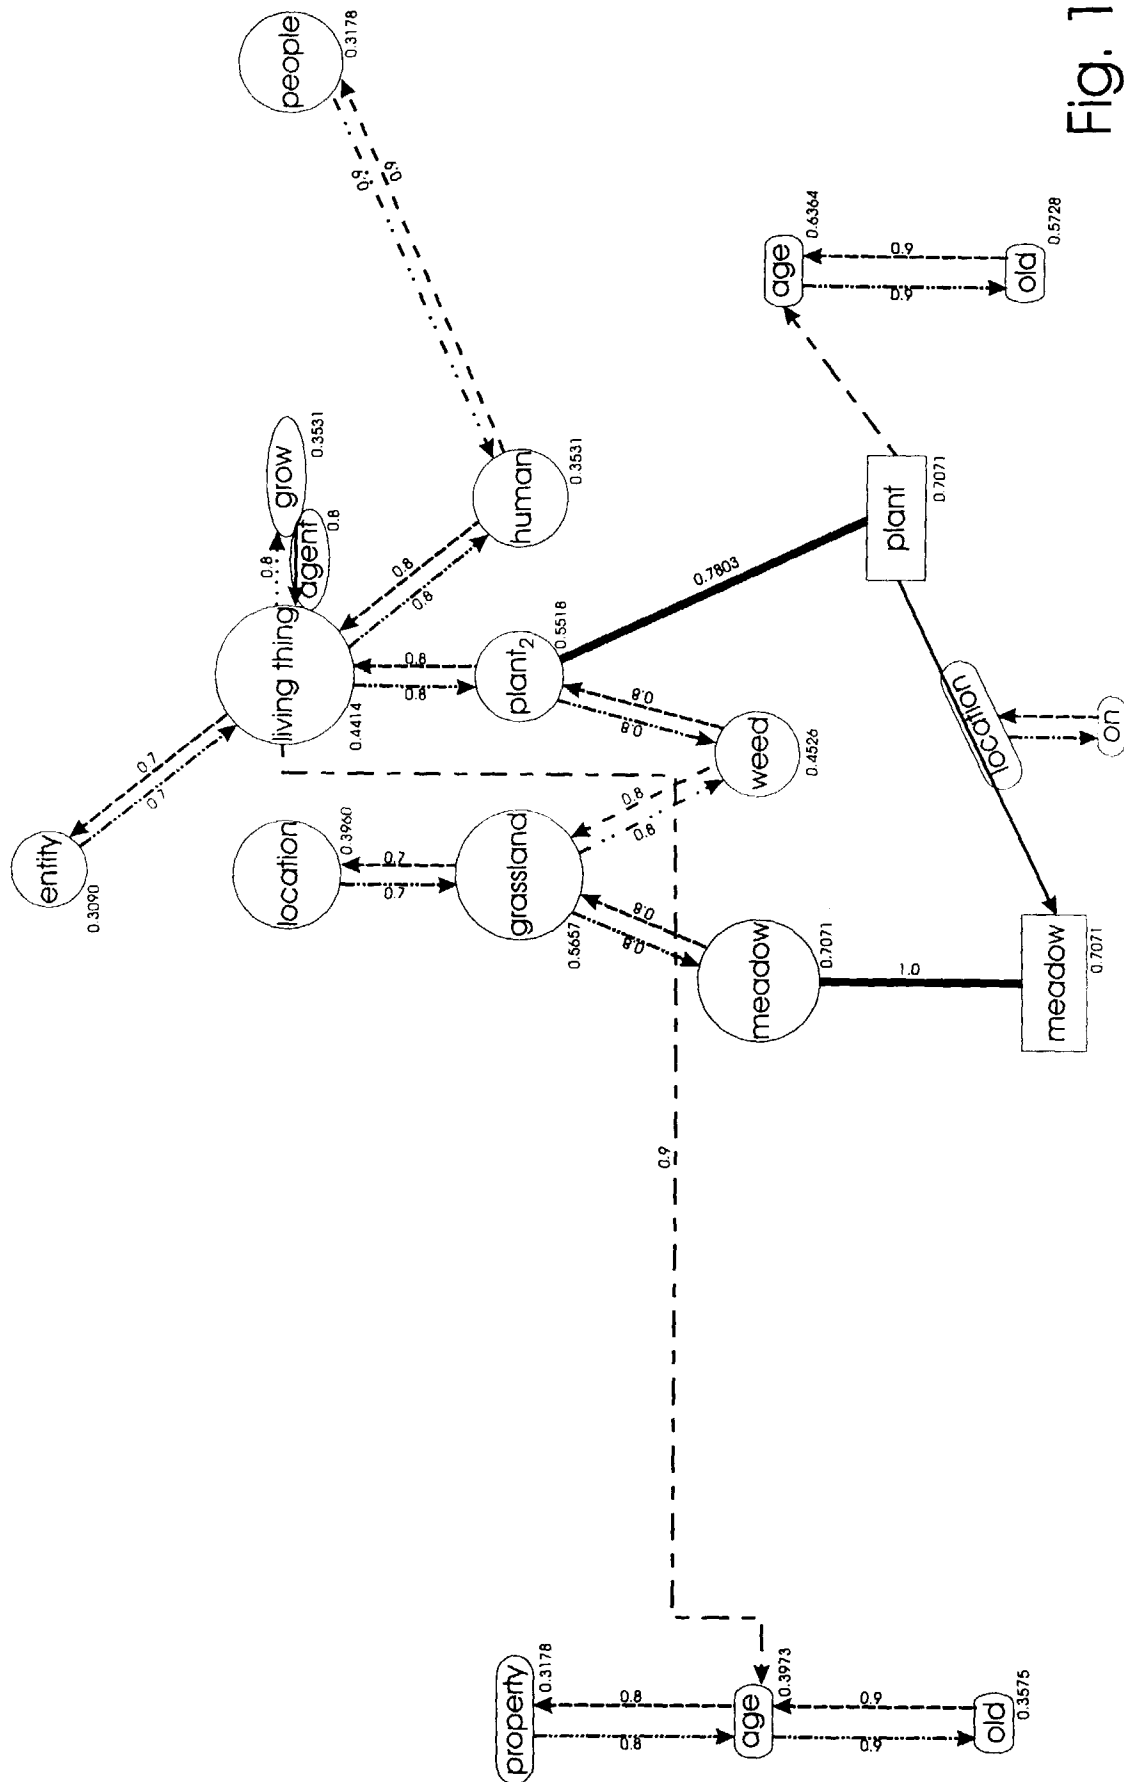 entity
0.3090
0.7
0.7
people
0.3178
0.9
0.9
living thing
0.4414
0.8
grow
0.3531
agent
0.8
location
0.3960
0.7
0.7
0.8
0.8
0.8
0.8
human
0.3531
property
0.3178
0.8
0.8
grassland
0.5657
0.8
0.8
0.8
0.8
plant2
0.5518
0.8
0.8
0.7803
age
0.3973
0.9
0.9
0.9
meadow
0.7071
weed
0.4526
age
0.6364
0.9
0.9
old
0.3575
1.0
meadow
0.7071
plant
0.7071
location
on
old
0.5728
Fig. 1